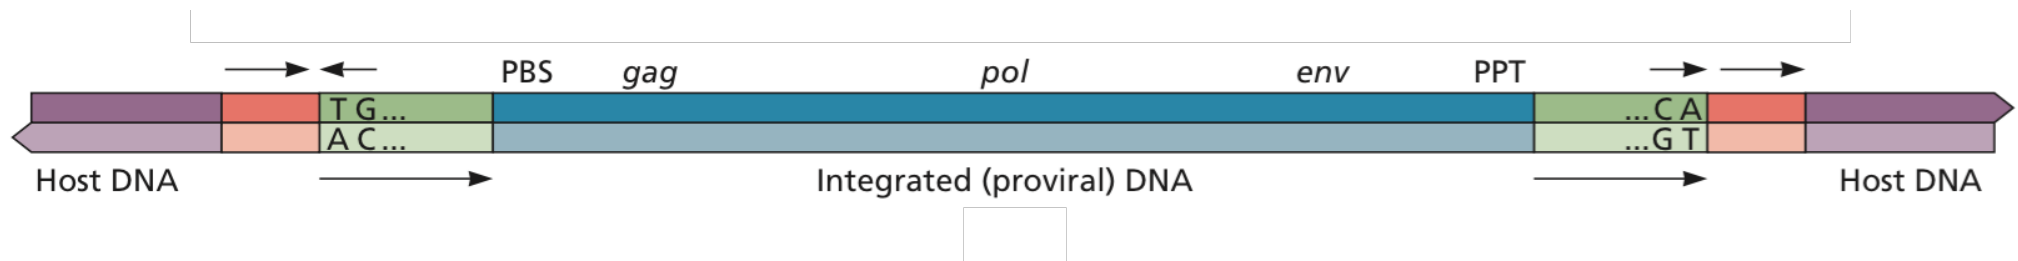 PBS gag pol env PPT
T G... ...C A
A C... ...G T
Host DNA Integrated (proviral) DNA Host DNA